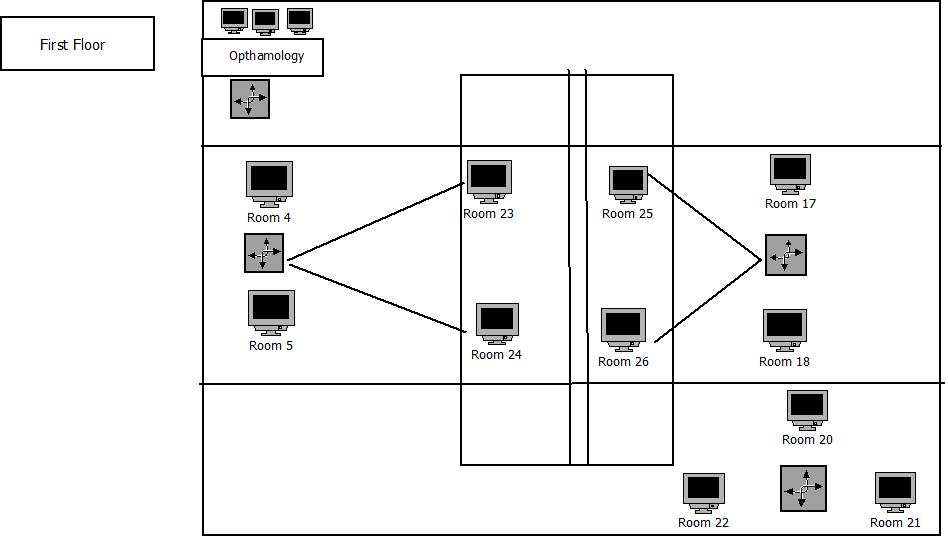 First Floor
Opthamology
Room 4
Room 23
Room 25
Room 17
Room 5
Room 24
Room 26
Room 18
Room 20
Room 22
Room 21